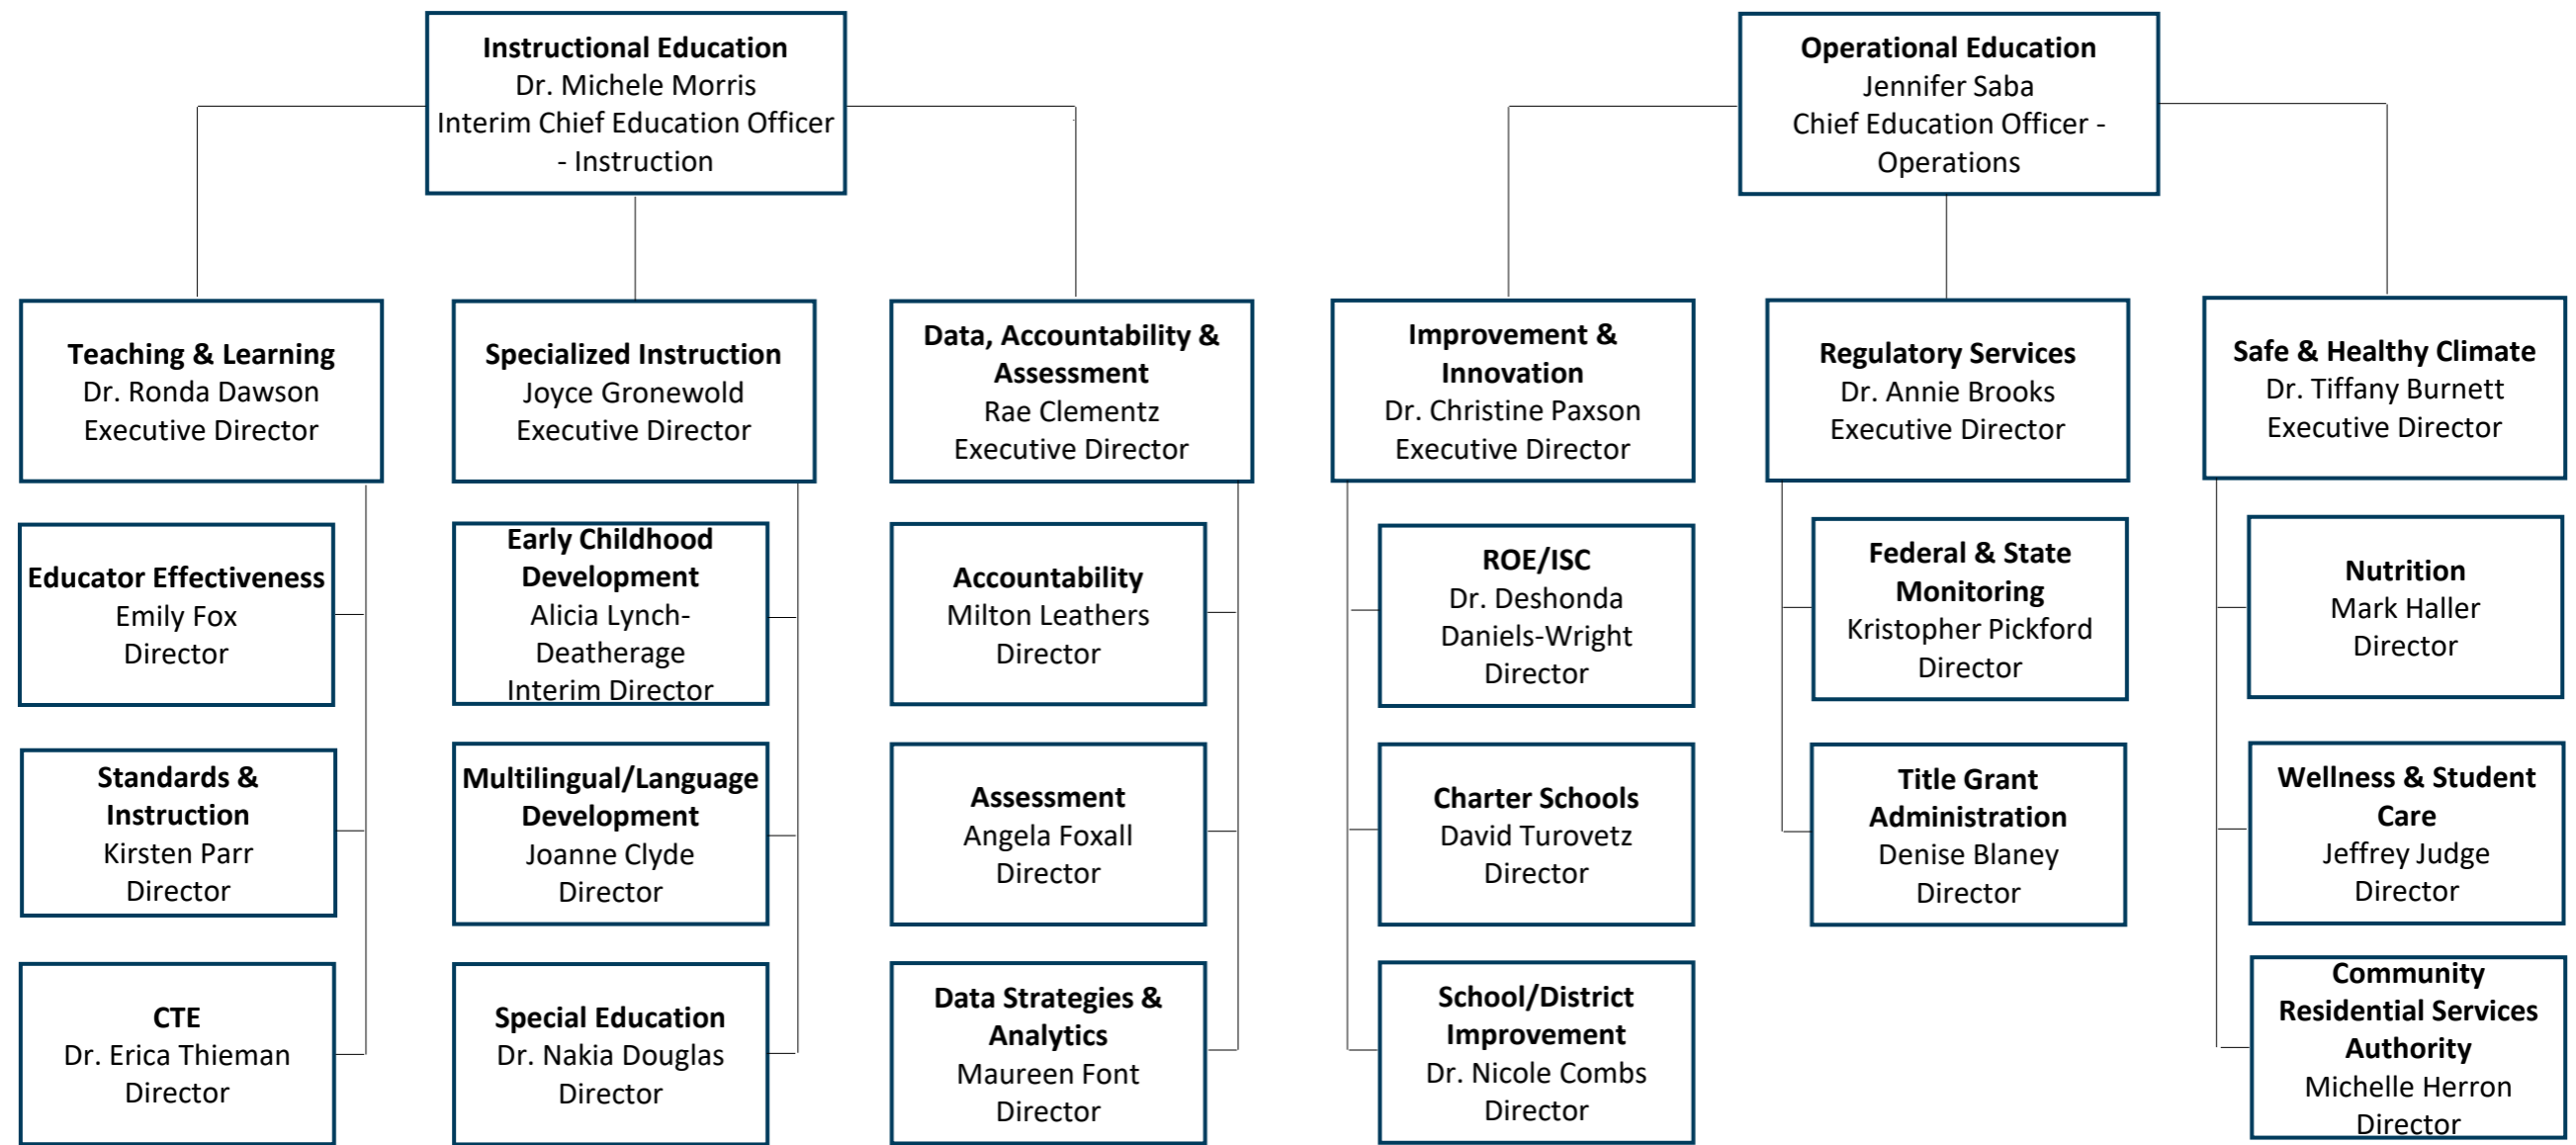 Instructional Education
Dr. Michele Morris
Interim Chief Education Officer
- Instruction
Operational Education
Jennifer Saba
Chief Education Officer -
Operations
Teaching & Learning
Dr. Ronda Dawson
Executive Director
Specialized Instruction
Joyce Gronewold
Executive Director
Data, Accountability &
Assessment
Rae Clementz
Executive Director
Improvement &
Innovation
Dr. Christine Paxson
Executive Director
Regulatory Services
Dr. Annie Brooks
Executive Director
Safe & Healthy Climate
Dr. Tiffany Burnett
Executive Director
Educator Effectiveness
Emily Fox
Director
Early Childhood
Development
Alicia Lynch-
Deatherage
Interim Director
Accountability
Milton Leathers
Director
ROE/ISC
Dr. Deshonda
Daniels-Wright
Director
Federal & State
Monitoring
Kristopher Pickford
Director
Nutrition
Mark Haller
Director
Standards &
Instruction
Kirsten Parr
Director
Multilingual/Language
Development
Joanne Clyde
Director
Assessment
Angela Foxall
Director
Charter Schools
David Turovetz
Director
Title Grant
Administration
Denise Blaney
Director
Wellness & Student
Care
Jeffrey Judge
Director
CTE
Dr. Erica Thieman
Director
Special Education
Dr. Nakia Douglas
Director
Data Strategies &
Analytics
Maureen Font
Director
School/District
Improvement
Dr. Nicole Combs
Director
Community
Residential Services
Authority
Michelle Herron
Director